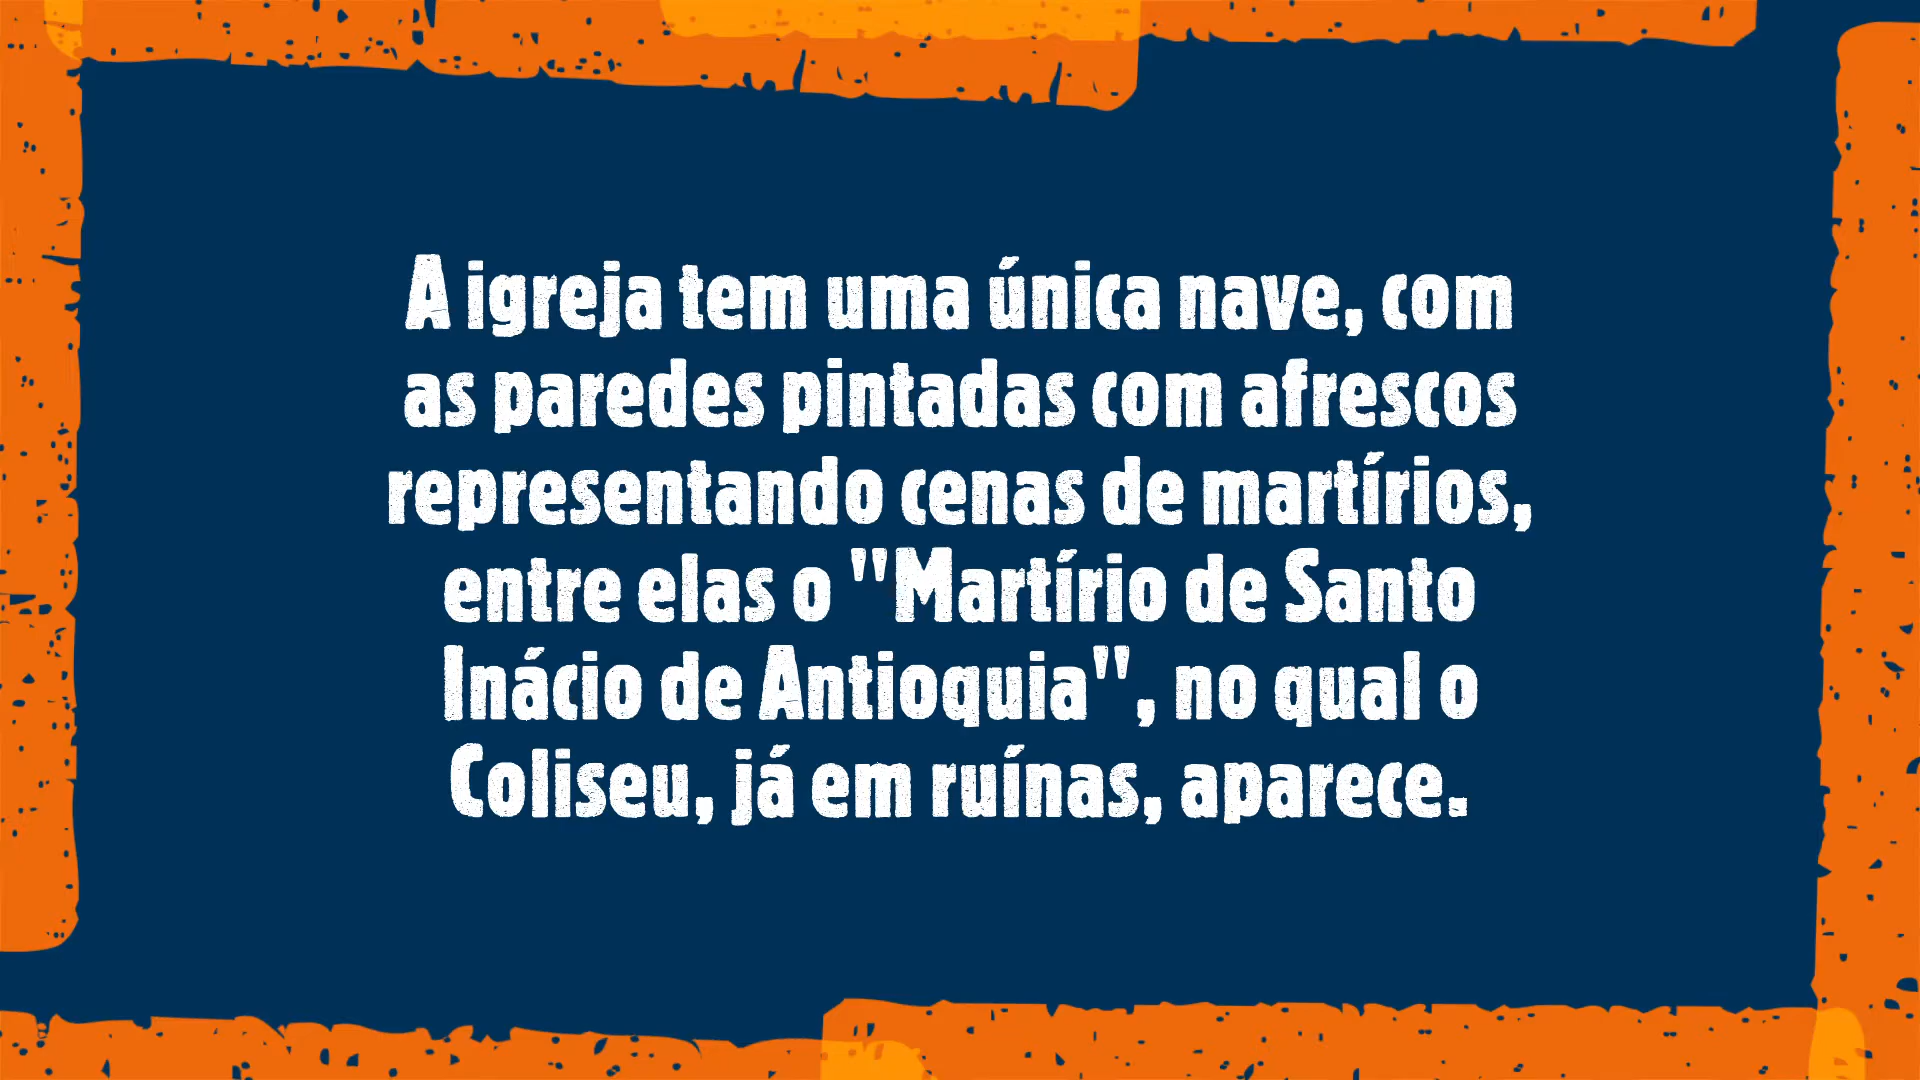 A igreja tem uma única nave, com
as paredes pintadas com afrescos
representando cenas de martírios,
entre elas o "Martírio de Santo
Inácio de Antioquia", no qual o
Coliseu, já em ruínas, aparece.